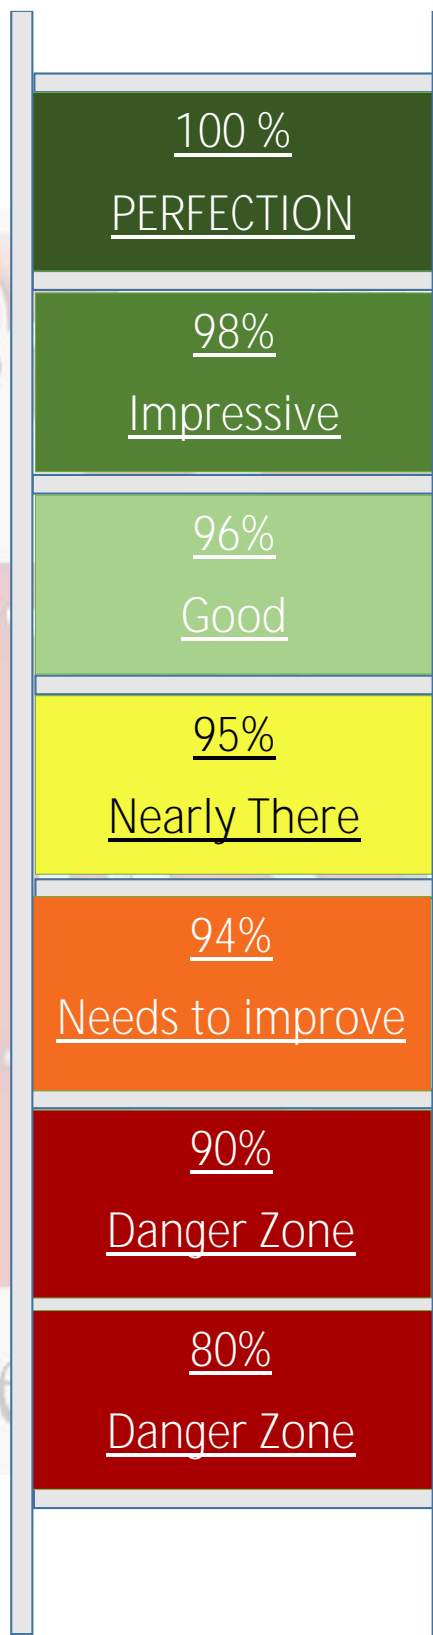 100 %
PERFECTION
98%
Impressive
96%
Good
95%
Nearly There
94%
Needs to improve
90%
Danger Zone
80%
Danger Zone